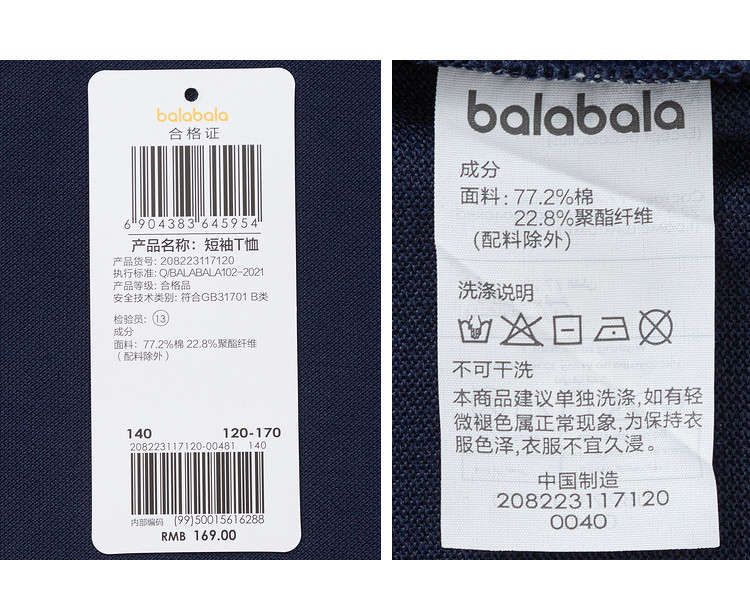 balabala
合格证
6 904383 645954
产品名称: 短袖T恤
产品货号: 208223117120
执行标准: Q/BALABALA102-2021
产品等级: 合格品
安全技术类别: 符合GB31701 B类
检验员: 13
成分
面料: 77.2%棉 22.8%聚酯纤维
(配料除外)
140 120-170
208223117120-00481 140
内部编码 (99)50015616288
RMB 169.00
balabala
成分
面料: 77.2%棉
22.8%聚酯纤维
(配料除外)
洗涤说明
不可干洗
本商品建议单独洗涤,如有轻
微褪色属正常现象,为保持衣
服色泽,衣服不宜久浸。
中国制造
208223117120
0040